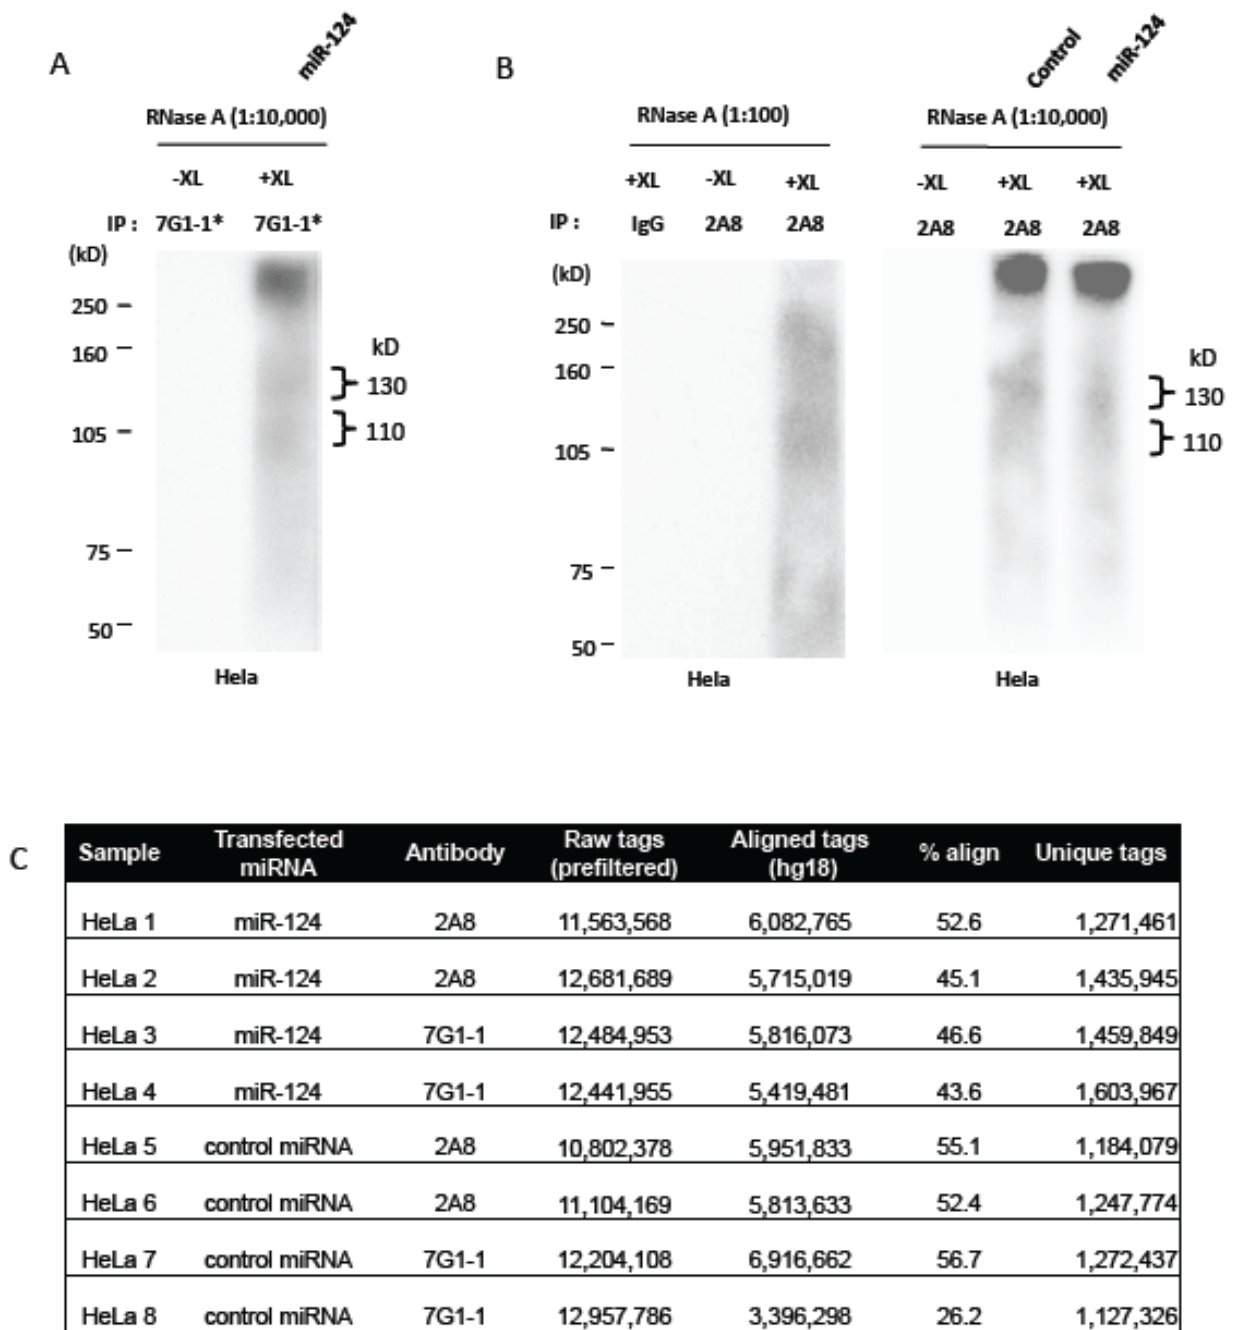 A
miR-124
RNase A (1:10,000)
-XL +XL
IP : 7G1-1* 7G1-1*
(kD)
250
160
105
75
50
kD
130
110
Hela
B
Control miR-124
RNase A (1:100) RNase A (1:10,000)
+XL -XL +XL -XL +XL +XL
IP : IgG 2A8 2A8 2A8 2A8 2A8
(kD)
250
160
105
75
50
kD
130
110
Hela Hela
C
Sample Transfected miRNA Antibody Raw tags (prefiltered) Aligned tags (hg18) % align Unique tags
HeLa 1 miR-124 2A8 11,563,568 6,082,765 52.6 1,271,461
HeLa 2 miR-124 2A8 12,681,689 5,715,019 45.1 1,435,945
HeLa 3 miR-124 7G1-1 12,484,953 5,816,073 46.6 1,459,849
HeLa 4 miR-124 7G1-1 12,441,955 5,419,481 43.6 1,603,967
HeLa 5 control miRNA 2A8 10,802,378 5,951,833 55.1 1,184,079
HeLa 6 control miRNA 2A8 11,104,169 5,813,633 52.4 1,247,774
HeLa 7 control miRNA 7G1-1 12,204,108 6,916,662 56.7 1,272,437
HeLa 8 control miRNA 7G1-1 12,957,786 3,396,298 26.2 1,127,326